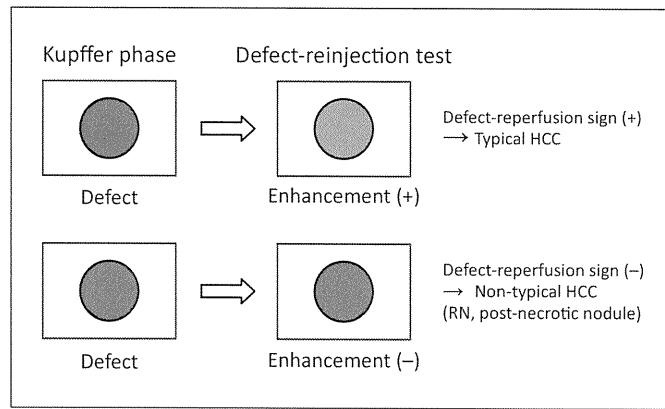 Kupffer phase
Defect-reinjection test
Defect-reperfusion sign (+)
→ Typical HCC
Defect
Enhancement (+)
Defect-reperfusion sign (–)
→ Non-typical HCC
(RN, post-necrotic nodule)
Defect
Enhancement (–)